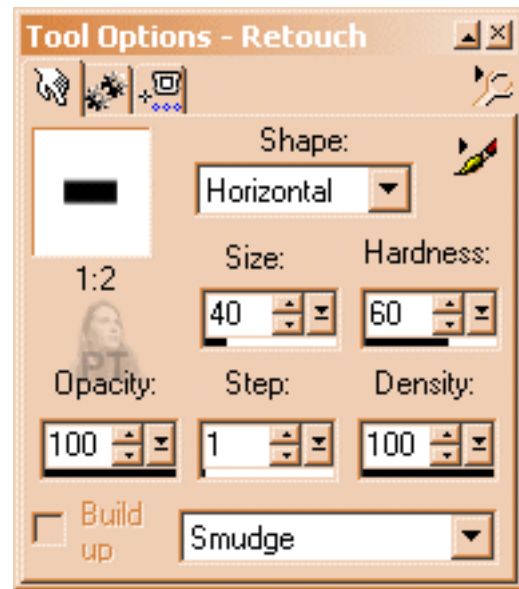 Tool Options - Retouch
Shape:
Horizontal
1:2
Size:
Hardness:
40
60
PT
Opacity:
Step:
Density:
100
1
100
Build
up
Smudge